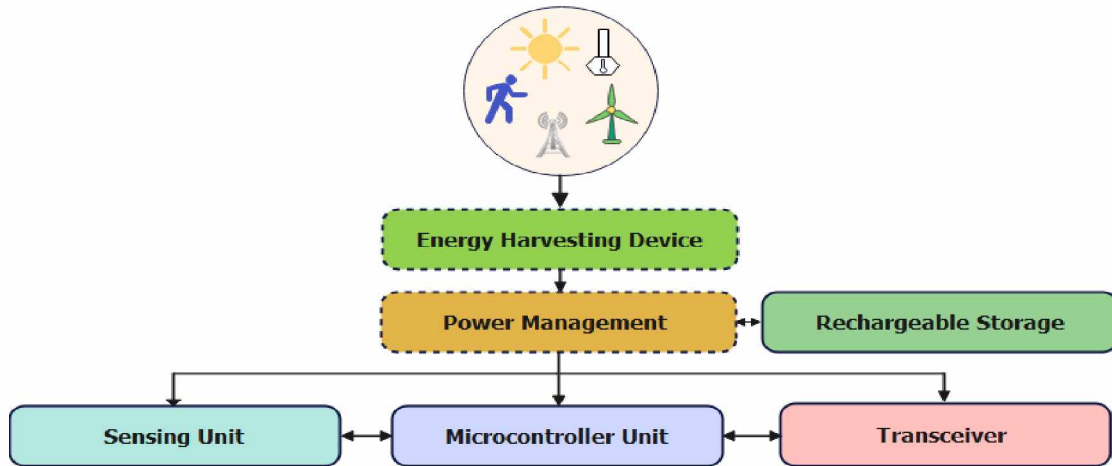 Energy Harvesting Device
Power Management
Rechargeable Storage
Sensing Unit
Microcontroller Unit
Transceiver